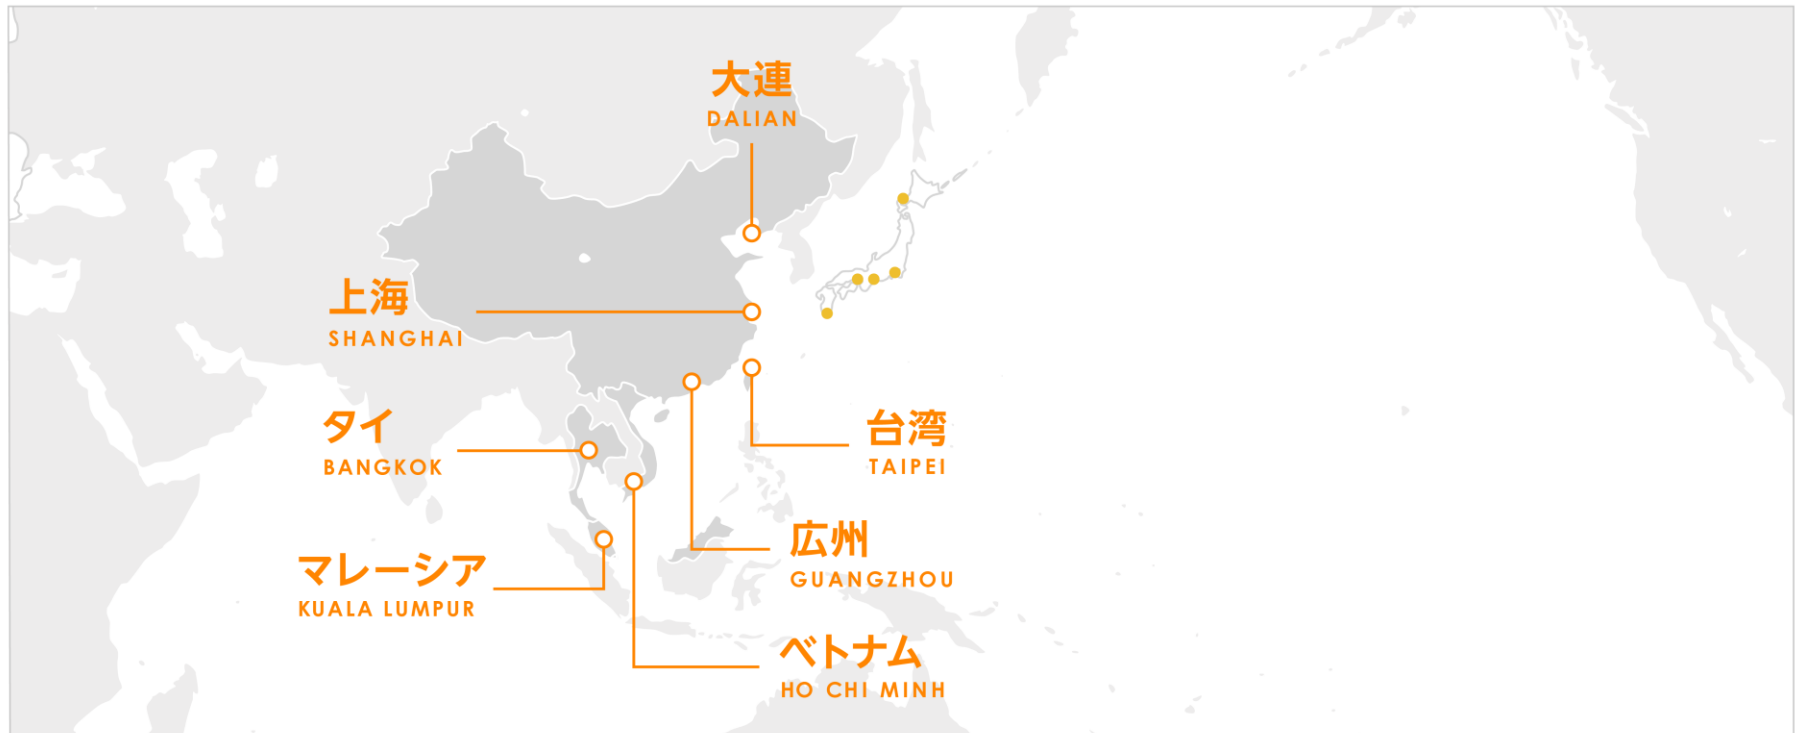 大連
DALIAN
上海
SHANGHAI
タイ
BANGKOK
台湾
TAIPEI
広州
GUANGZHOU
マレーシア
KUALA LUMPUR
ベトナム
HO CHI MINH